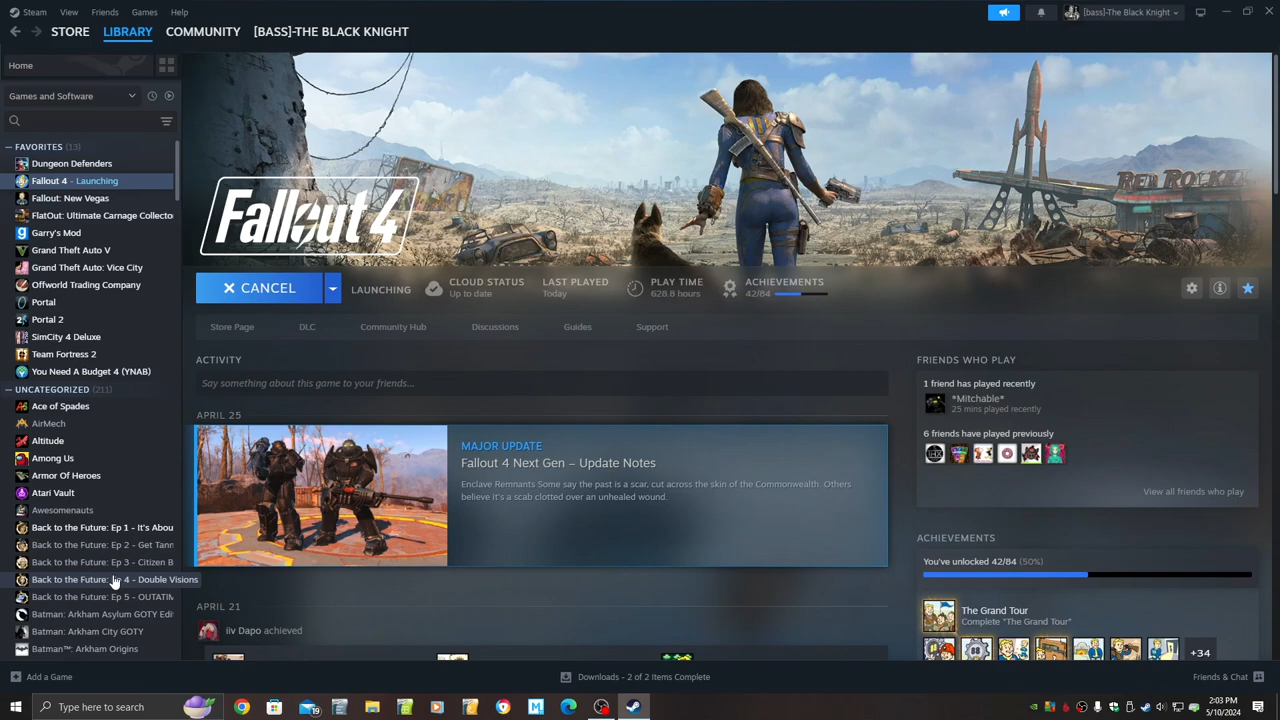 Steam View Friends Games Help
[bass]-The Black Knight
STORE LIBRARY COMMUNITY [BASS]-THE BLACK KNIGHT
Home
Games and Software
FAVORITES (13)
Dungeon Defenders
Fallout 4 - Launching
Fallout: New Vegas
FlatOut: Ultimate Carnage Collecto
Garry's Mod
Grand Theft Auto V
Grand Theft Auto: Vice City
Offworld Trading Company
Portal
Portal 2
SimCity 4 Deluxe
Team Fortress 2
You Need A Budget 4 (YNAB)
UNCATEGORIZED (211)
Ace of Spades
AirMech
Altitude
Among Us
Armor Of Heroes
Atari Vault
Awesomenauts
Back to the Future: Ep 1 - It's Abou
Back to the Future: Ep 2 - Get Tann
Back to the Future: Ep 3 - Citizen B
Back to the Future: Ep 4 - Double Visions
Back to the Future: Ep 5 - OUTATIM
Batman: Arkham Asylum GOTY Edit
Batman: Arkham City GOTY
Batman™: Arkham Origins
Fallout 4
RED ROCKET
CANCEL
LAUNCHING
CLOUD STATUS
Up to date
LAST PLAYED
Today
PLAY TIME
628.8 hours
ACHIEVEMENTS
42/84
Store Page DLC Community Hub Discussions Guides Support
ACTIVITY
Say something about this game to your friends...
APRIL 25
MAJOR UPDATE
Fallout 4 Next Gen – Update Notes
Enclave Remnants Some say the past is a scar, cut across the skin of the Commonwealth. Others
believe it's a scab clotted over an unhealed wound.
APRIL 21
iiv Dapo achieved
FRIENDS WHO PLAY
1 friend has played recently
*Mitchable*
25 mins played recently
6 friends have played previously
View all friends who play
ACHIEVEMENTS
You've unlocked 42/84 (50%)
The Grand Tour
Complete "The Grand Tour"
+34
Add a Game
Downloads - 2 of 2 Items Complete
Friends & Chat
Type here to search
19
2:03 PM
5/10/2024